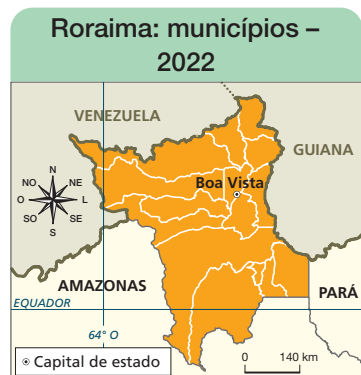 Roraima: municípios –
2022
VENEZUELA
GUIANA
N
NO
NE
O
L
SO
SE
S
Boa Vista
AMAZONAS
PARÁ
EQUADOR
64° O
Capital de estado
0
140 km